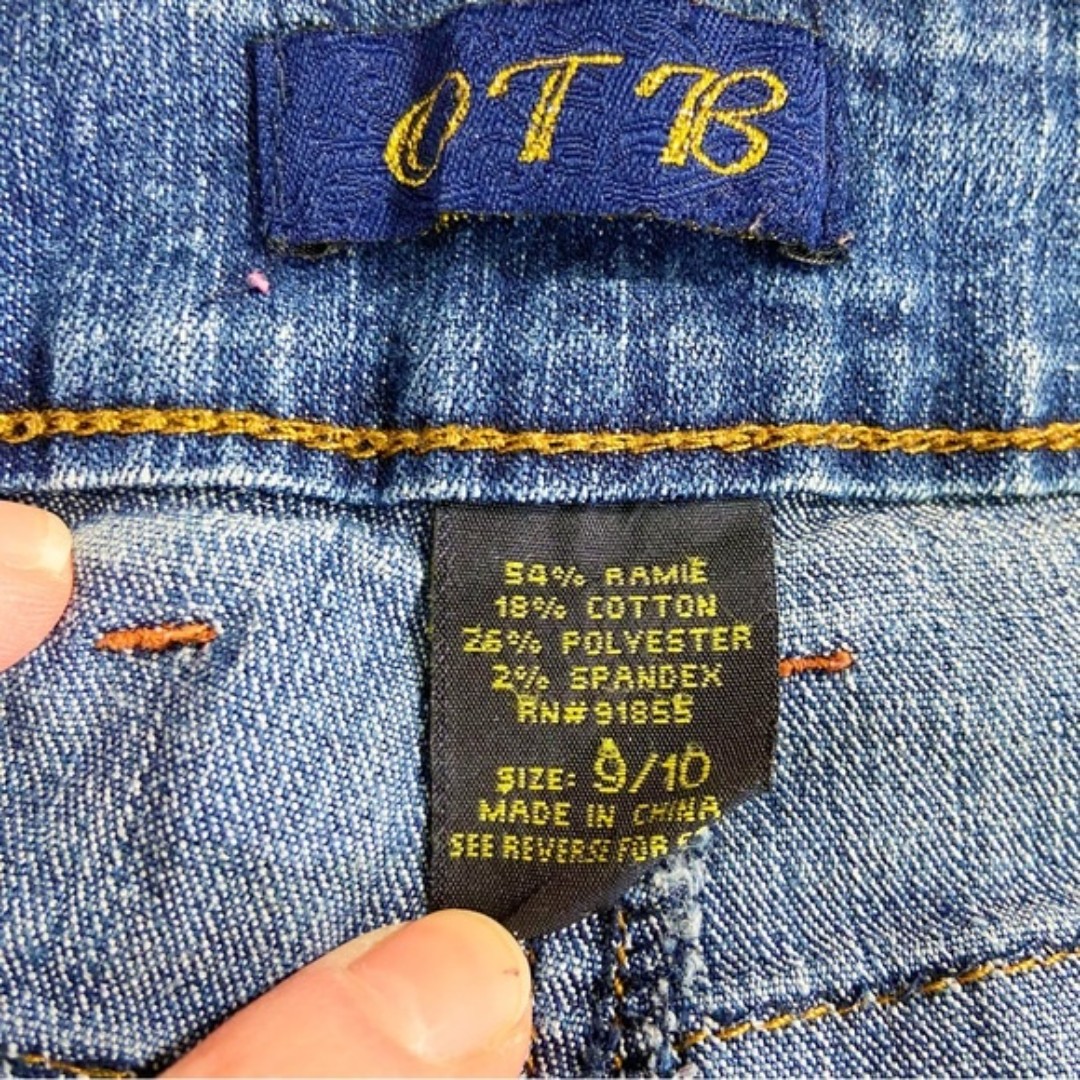 OTB
54% RAMIE
18% COTTON
26% POLYESTER
2% SPANDEX
RN#91855
SIZE: 9/10
MADE IN CHINA
SEE REVERSE FOR